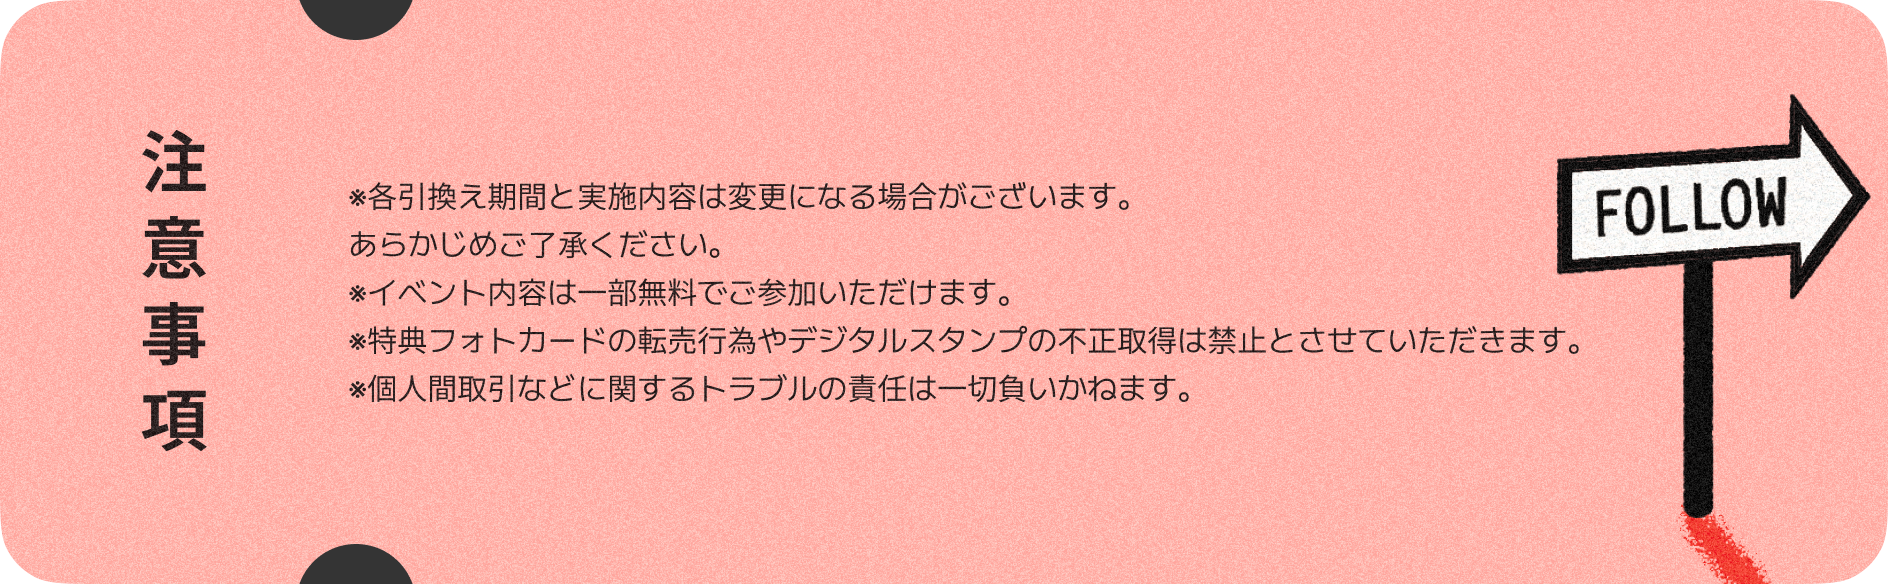 注意事項
※各引換え期間と実施内容は変更になる場合がございます。
あらかじめご了承ください。
※イベント内容は一部無料でご参加いただけます。
※特典フォトカードの転売行為やデジタルスタンプの不正取得は禁止とさせていただきます。
※個人間取引などに関するトラブルの責任は一切負いかねます。
FOLLOW